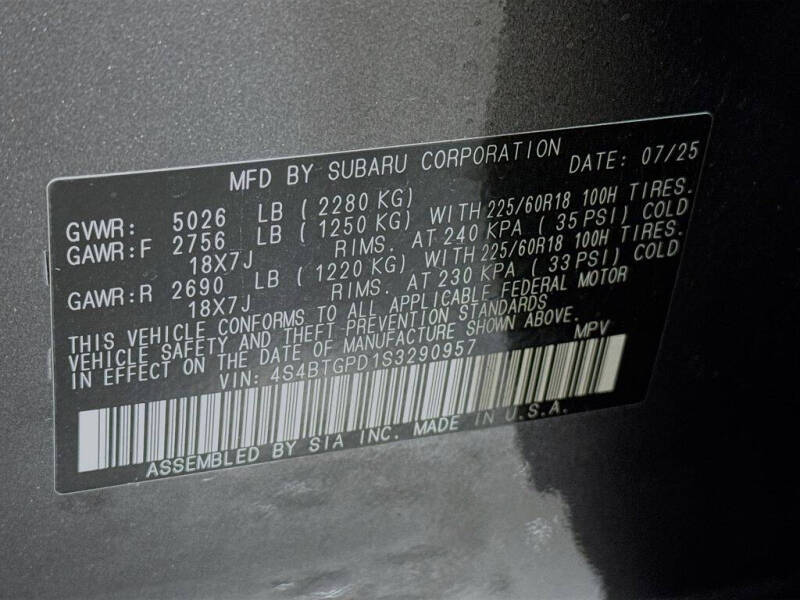 MFD BY SUBARU CORPORATION DATE: 07/25
GVWR: 5026 LB ( 2280 KG)
GAWR:F 2756 LB ( 1250 KG) WITH 225/60R18 100H TIRES.
18X7J RIMS. AT 240 KPA ( 35 PSI) COLD
GAWR:R 2690 LB ( 1220 KG) WITH 225/60R18 100H TIRES.
18X7J RIMS. AT 230 KPA ( 33 PSI) COLD
THIS VEHICLE CONFORMS TO ALL APPLICABLE FEDERAL MOTOR
VEHICLE SAFETY AND THEFT PREVENTION STANDARDS
IN EFFECT ON THE DATE OF MANUFACTURE SHOWN ABOVE.
VIN: 4S4BTGPD1S3290957 MPV
ASSEMBLED BY SIA INC. MADE IN U.S.A.